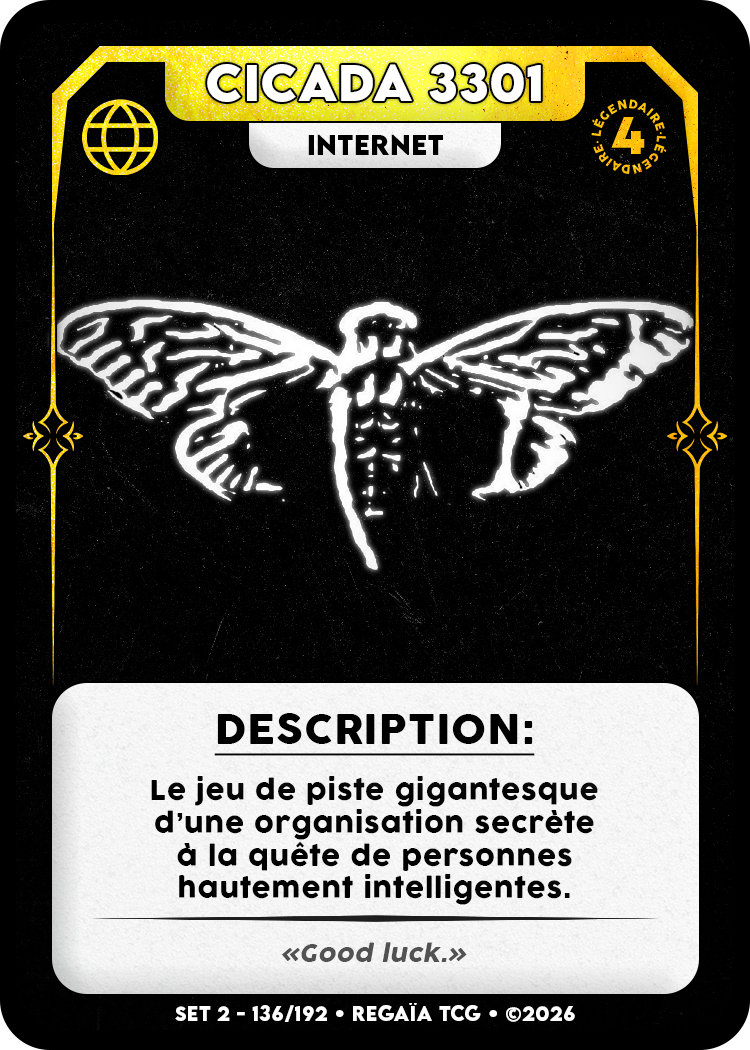 CICADA 3301
INTERNET
LÉGENDAIRE · LÉGENDAIRE ·
4
DESCRIPTION:
Le jeu de piste gigantesque
d'une organisation secrète
à la quête de personnes
hautement intelligentes.
«Good luck.»
SET 2 - 136/192 • REGAÏA TCG • ©2026